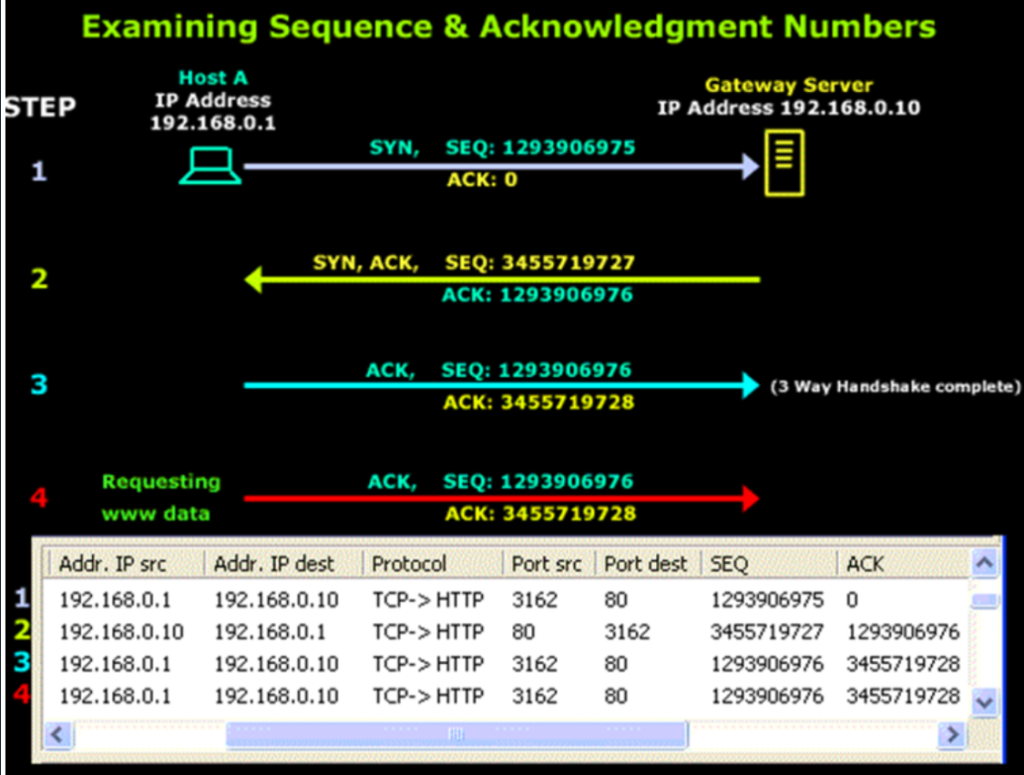 Examining Sequence & Acknowledgment Numbers
STEP
Host A
IP Address
192.168.0.1
Gateway Server
IP Address 192.168.0.10
1
SYN, SEQ: 1293906975
ACK: 0
2
SYN, ACK, SEQ: 3455719727
ACK: 1293906976
3
ACK, SEQ: 1293906976
ACK: 3455719728
(3 Way Handshake complete)
4
Requesting
www data
ACK, SEQ: 1293906976
ACK: 3455719728
Addr. IP src Addr. IP dest Protocol Port src Port dest SEQ ACK
1 192.168.0.1 192.168.0.10 TCP-> HTTP 3162 80 1293906975 0
2 192.168.0.10 192.168.0.1 TCP-> HTTP 80 3162 3455719727 1293906976
3 192.168.0.1 192.168.0.10 TCP-> HTTP 3162 80 1293906976 3455719728
4 192.168.0.1 192.168.0.10 TCP-> HTTP 3162 80 1293906976 3455719728